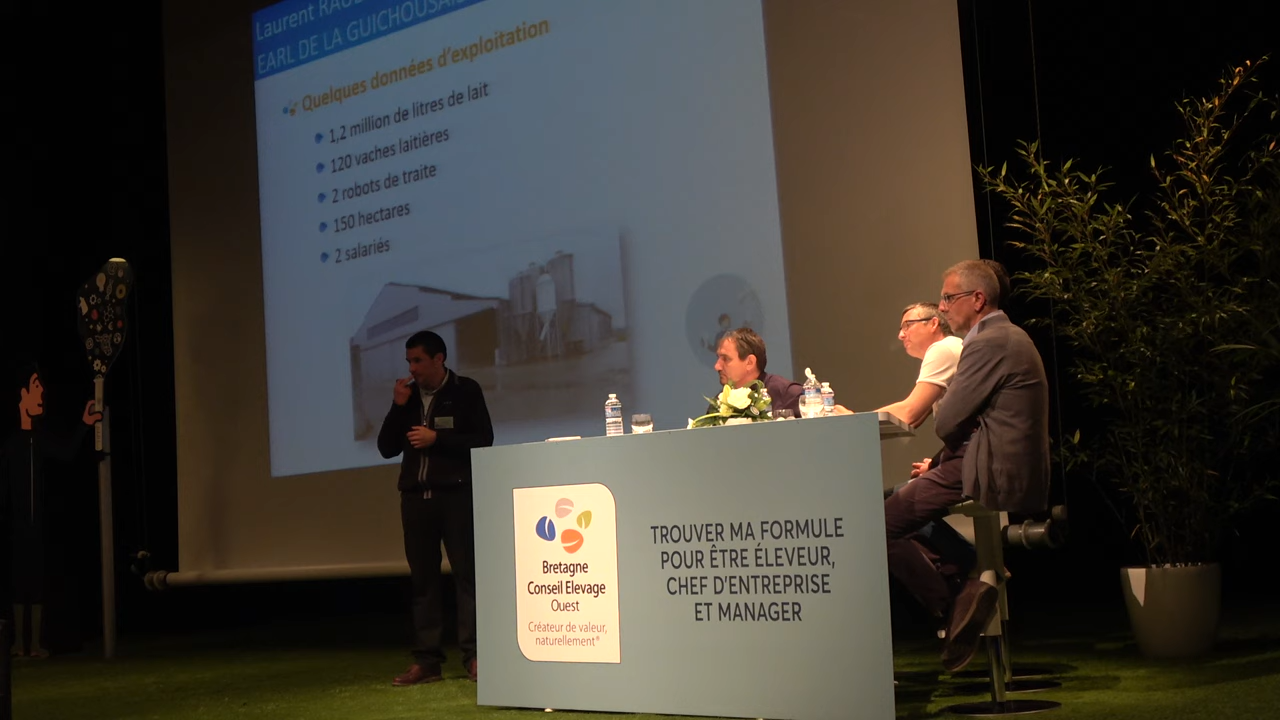 Laurent
EARL DE LA
Quelques données d'exploitation
1,2 million de litres de lait
120 vaches laitières
2 robots de traite
150 hectares
2 salariés
Bretagne
Conseil Elevage
Ouest
Créateur de valeur,
naturellement®
TROUVER MA FORMULE
POUR ÊTRE ÉLEVEUR,
CHEF D'ENTREPRISE
ET MANAGER